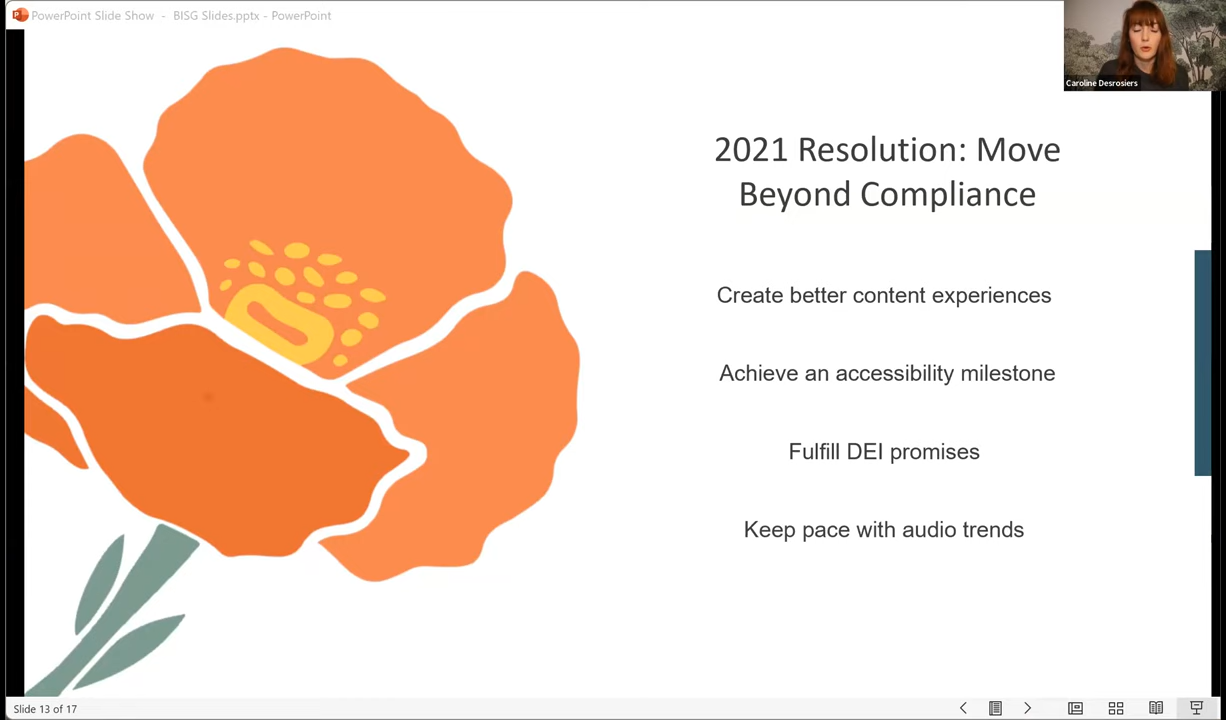 PowerPoint Slide Show - BISG Slides.pptx - PowerPoint
Caroline Desrosiers
2021 Resolution: Move
Beyond Compliance
Create better content experiences
Achieve an accessibility milestone
Fulfill DEI promises
Keep pace with audio trends
Slide 13 of 17